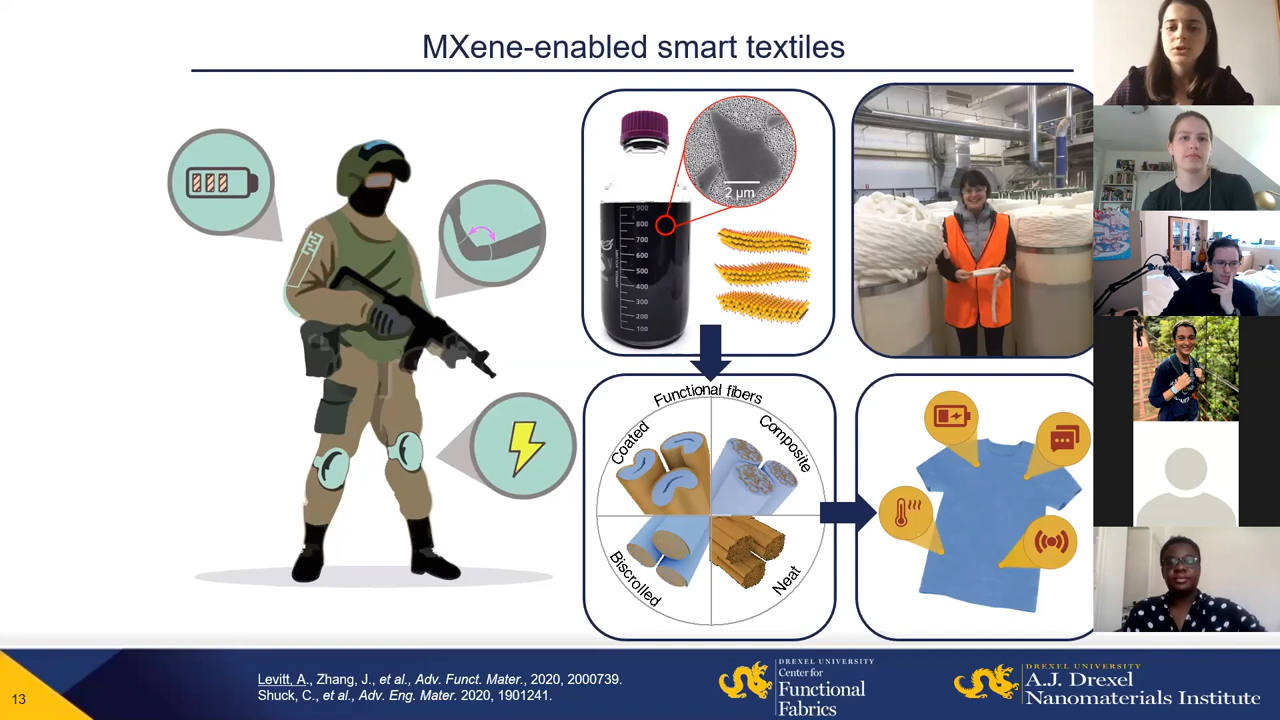 MXene-enabled smart textiles
2 μm
900
800
700
600
500
400
300
200
100
Functional fibers
Coated
Composite
Biscrolled
Neat
13
Levitt, A., Zhang, J., et al., Adv. Funct. Mater., 2020, 2000739.
Shuck, C., et al., Adv. Eng. Mater. 2020, 1901241.
DREXEL UNIVERSITY
Center for
Functional
Fabrics
DREXEL UNIVERSITY
A.J. Drexel
Nanomaterials Institute